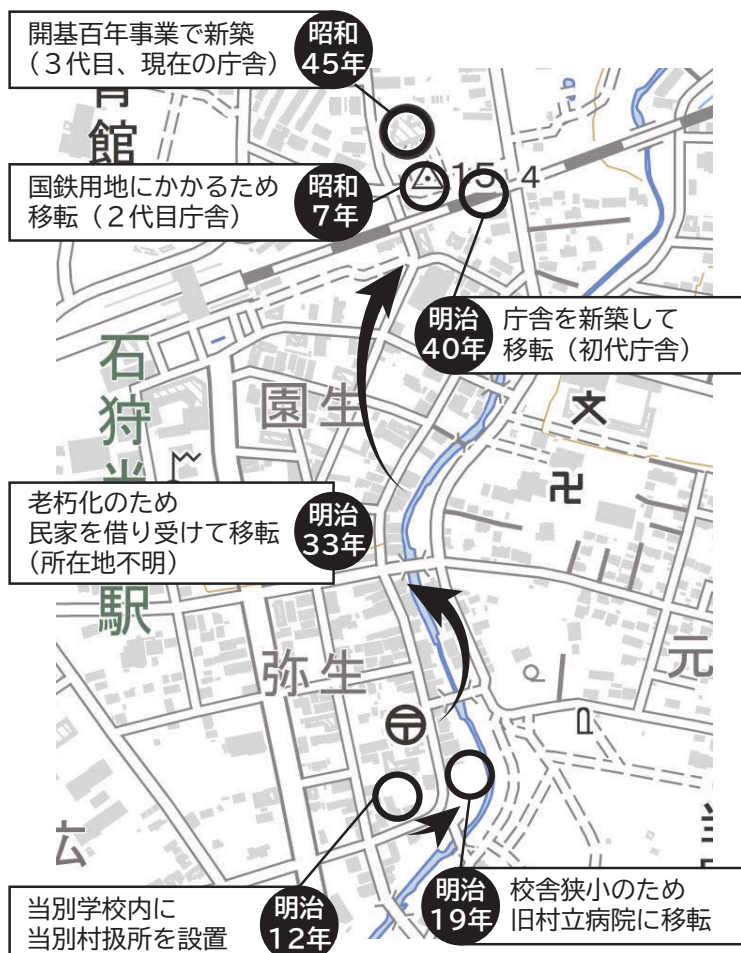 開基百年事業で新築
(3代目、現在の庁舎)
昭和
45年
館
国鉄用地にかかるため
移転(2代目庁舎)
昭和
7年
15.4
明治
40年
庁舎を新築して
移転(初代庁舎)
園生
文
卍
石狩当別駅
老朽化のため
民家を借り受けて移転
(所在地不明)
明治
33年
弥生
元
〒
広
当別学校内に
当別村扱所を設置
明治
12年
明治
19年
校舎狭小のため
旧村立病院に移転